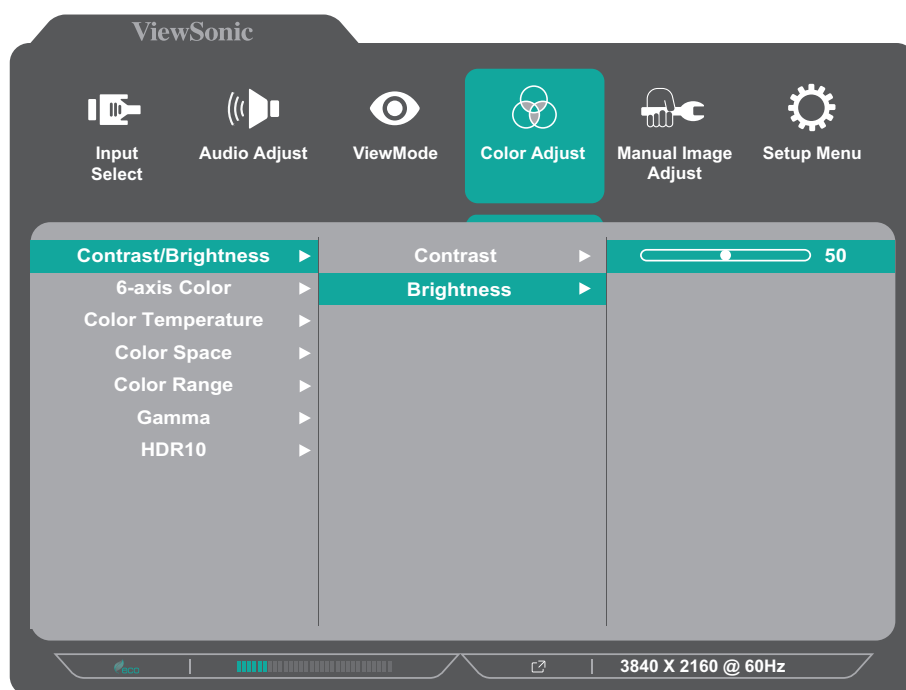 ViewSonic
Input
Select
Audio Adjust
ViewMode
Color Adjust
Manual Image
Adjust
Setup Menu
Contrast/Brightness
Contrast
50
6-axis Color
Brightness
Color Temperature
Color Space
Color Range
Gamma
HDR10
eco
3840 X 2160 @ 60Hz